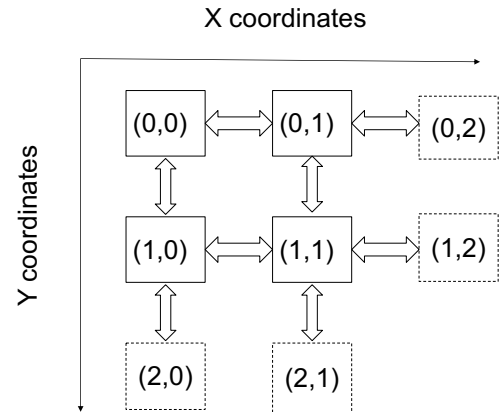 X coordinates
Y coordinates
(0,0) (0,1) (0,2)
(1,0) (1,1) (1,2)
(2,0) (2,1)